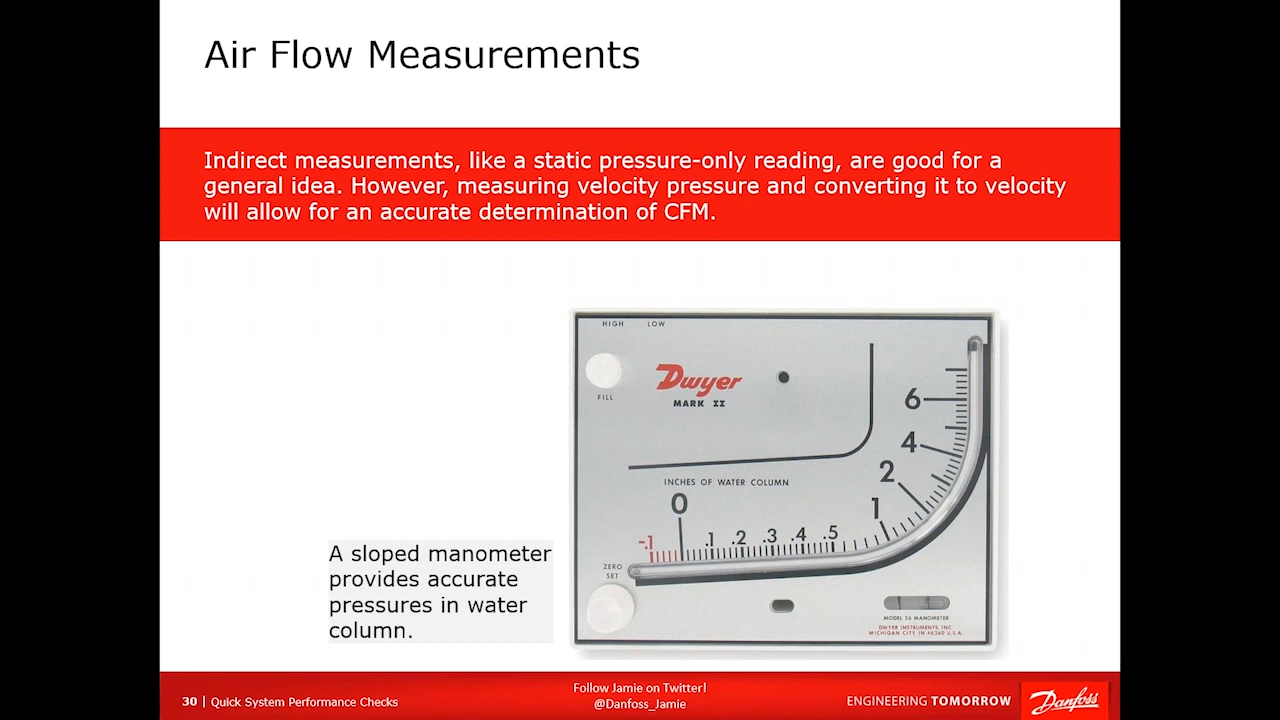 Air Flow Measurements
Indirect measurements, like a static pressure-only reading, are good for a
general idea. However, measuring velocity pressure and converting it to velocity
will allow for an accurate determination of CFM.
HIGH LOW
FILL
Dwyer
MARK II
6
4
2
1
INCHES OF WATER COLUMN
0
-.1 .1 .2 .3 .4 .5
ZERO
SET
MODEL 26 MANOMETER
DWYER INSTRUMENTS, INC.
MICHIGAN CITY, IN 46360 U.S.A.
A sloped manometer
provides accurate
pressures in water
column.
30 | Quick System Performance Checks
Follow Jamie on Twitter!
@Danfoss_Jamie
ENGINEERING TOMORROW
Danfoss